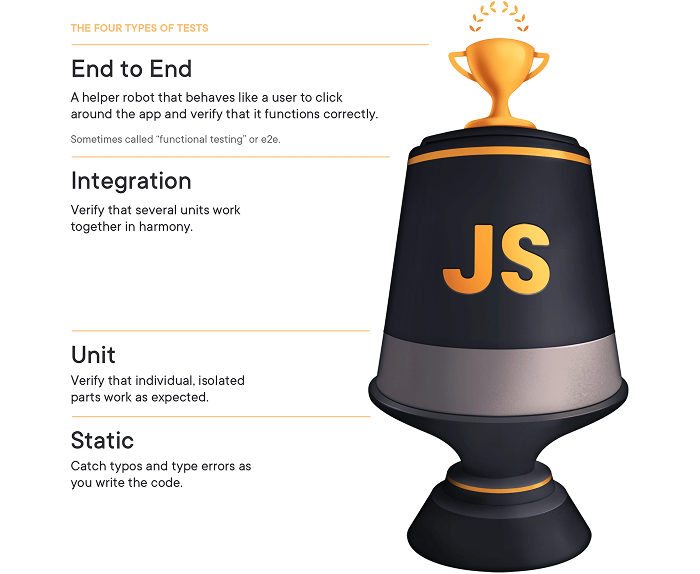 THE FOUR TYPES OF TESTS
End to End
A helper robot that behaves like a user to click
around the app and verify that it functions correctly.
Sometimes called “functional testing” or e2e.
Integration
Verify that several units work
together in harmony.
JS
Unit
Verify that individual, isolated
parts work as expected.
Static
Catch typos and type errors as
you write the code.